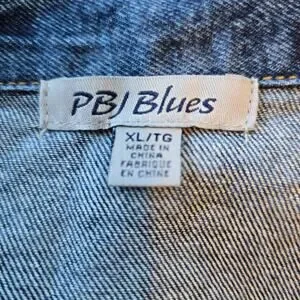 PBJ Blues
XL/TG
MADE IN
CHINA
FABRIQUE
EN CHINE